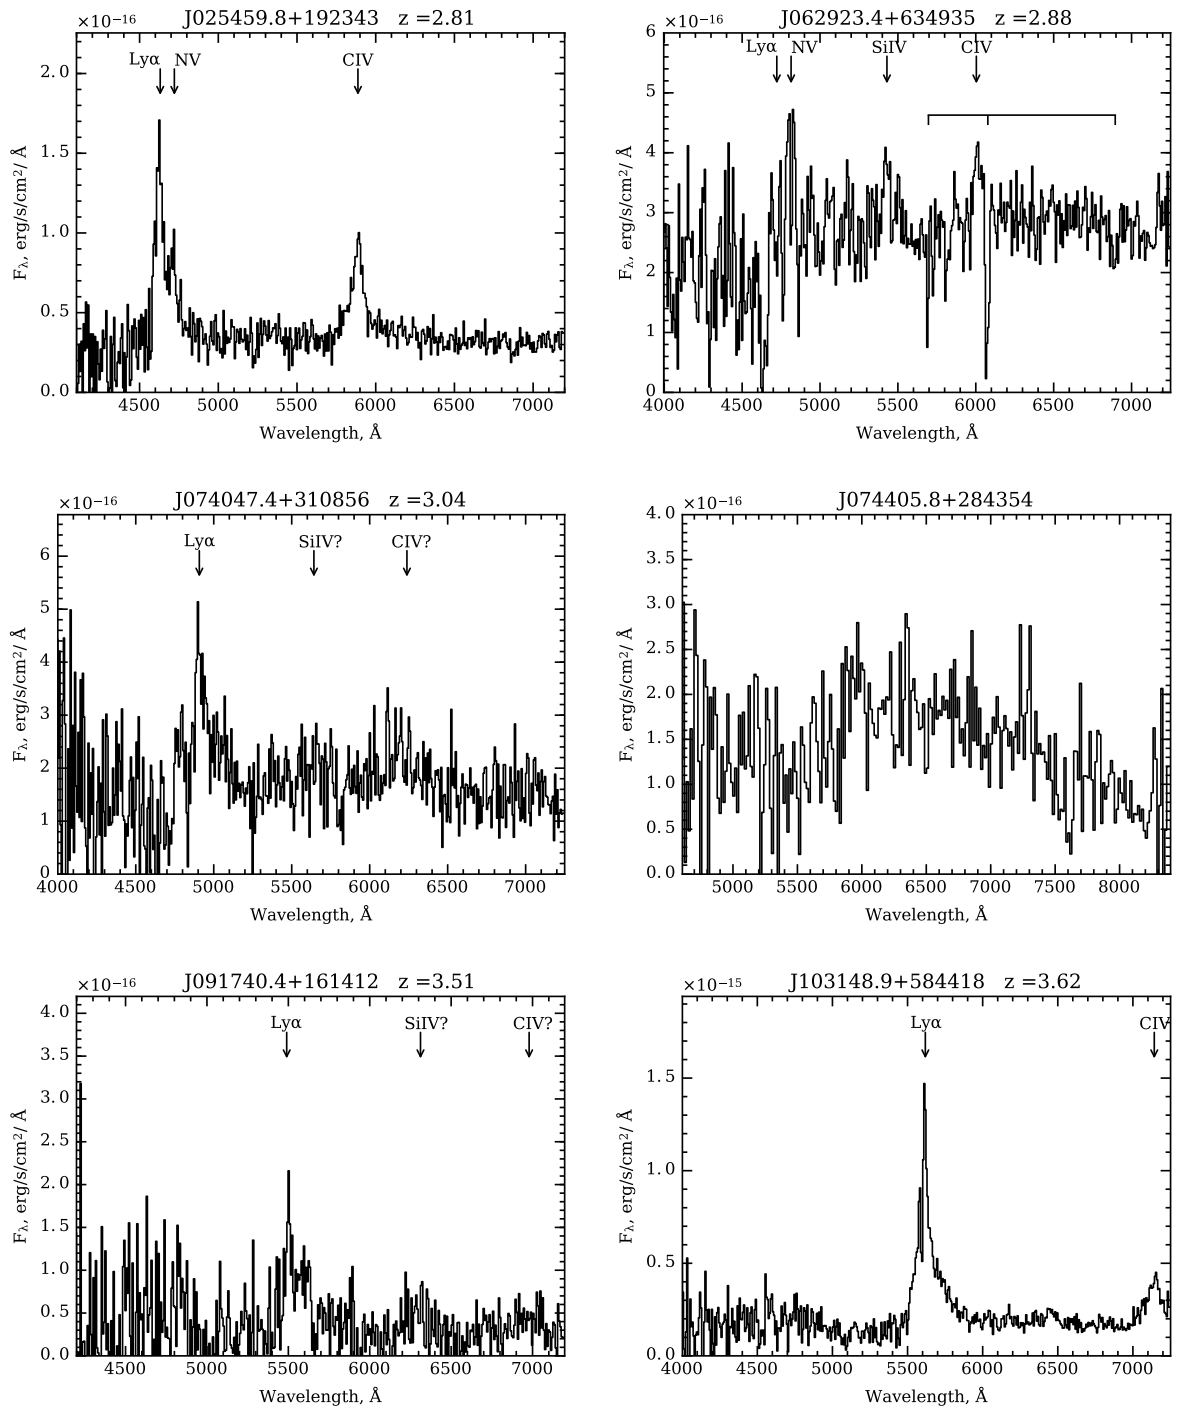 ×10⁻¹⁶ J025459.8+192343 z =2.81
Lyα NV CIV
2.0
1.5
1.0
0.5
0.0
F_λ, erg/s/cm²/ Å
4500 5000 5500 6000 6500 7000
Wavelength, Å
×10⁻¹⁶ J062923.4+634935 z =2.88
Lyα NV SiIV CIV
6
5
4
3
2
1
0
F_λ, erg/s/cm²/ Å
4000 4500 5000 5500 6000 6500 7000
Wavelength, Å
×10⁻¹⁶ J074047.4+310856 z =3.04
Lyα SiIV? CIV?
6
5
4
3
2
1
0
F_λ, erg/s/cm²/ Å
4000 4500 5000 5500 6000 6500 7000
Wavelength, Å
×10⁻¹⁶ J074405.8+284354
4.0
3.5
3.0
2.5
2.0
1.5
1.0
0.5
0.0
F_λ, erg/s/cm²/ Å
5000 5500 6000 6500 7000 7500 8000
Wavelength, Å
×10⁻¹⁶ J091740.4+161412 z =3.51
Lyα SiIV? CIV?
4.0
3.5
3.0
2.5
2.0
1.5
1.0
0.5
0.0
F_λ, erg/s/cm²/ Å
4500 5000 5500 6000 6500 7000
Wavelength, Å
×10⁻¹⁵ J103148.9+584418 z =3.62
Lyα CIV
1.5
1.0
0.5
0.0
F_λ, erg/s/cm²/ Å
4000 4500 5000 5500 6000 6500 7000
Wavelength, Å